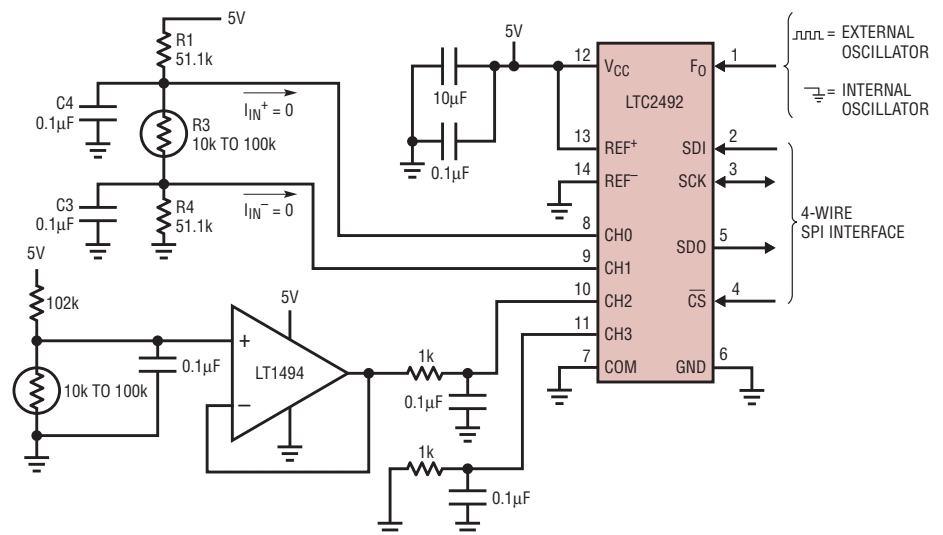 5V
R1
51.1k
C4
0.1µF
I_IN⁺ = 0
R3
10k TO 100k
C3
0.1µF
I_IN⁻ = 0
R4
51.1k
5V
102k
0.1µF
10k TO 100k
5V
+
LT1494
−
1k
0.1µF
1k
0.1µF
5V
10µF
0.1µF
12
13
14
8
9
10
11
7
V_CC
REF⁺
REF⁻
CH0
CH1
CH2
CH3
COM
LTC2492
F_O
SDI
SCK
SDO
C̅S̅
GND
1
2
3
5
4
6
= EXTERNAL
OSCILLATOR
= INTERNAL
OSCILLATOR
4-WIRE
SPI INTERFACE